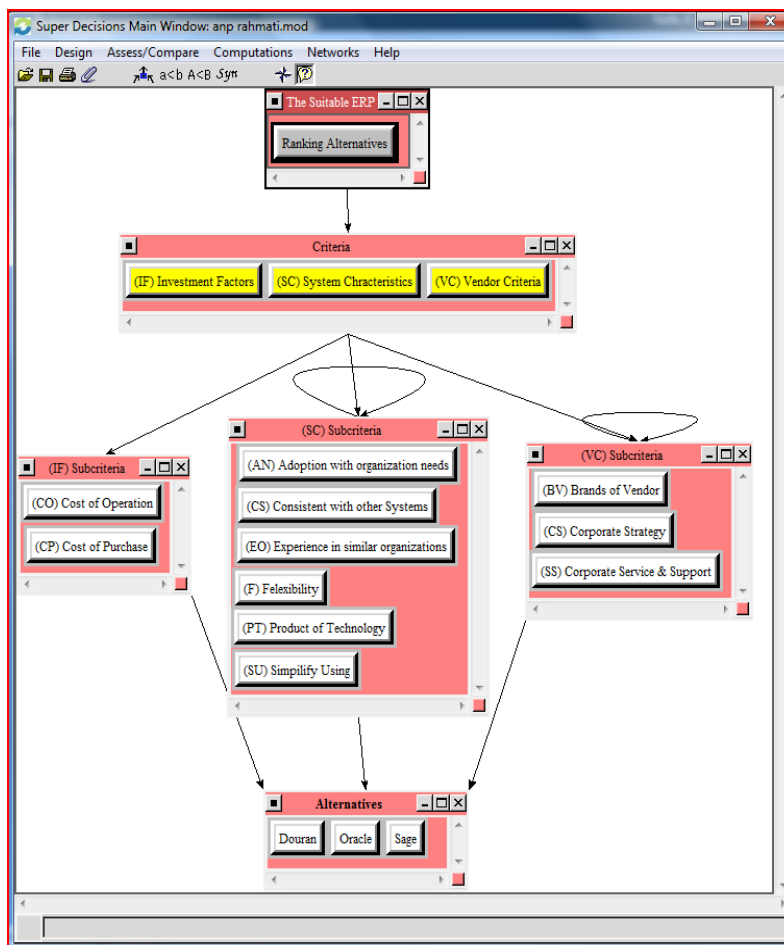 Super Decisions Main Window: anp rahmati.mod
File Design Assess/Compare Computations Networks Help
a<b A<B Syn
The Suitable ERP
Ranking Alternatives
Criteria
(IF) Investment Factors (SC) System Chracteristics (VC) Vendor Criteria
(SC) Subcriteria
(AN) Adoption with organization needs
(CS) Consistent with other Systems
(EO) Experience in similar organizations
(F) Felexibility
(PT) Product of Technology
(SU) Simpilify Using
(IF) Subcriteria
(CO) Cost of Operation
(CP) Cost of Purchase
(VC) Subcriteria
(BV) Brands of Vendor
(CS) Corporate Strategy
(SS) Corporate Service & Support
Alternatives
Douran Oracle Sage